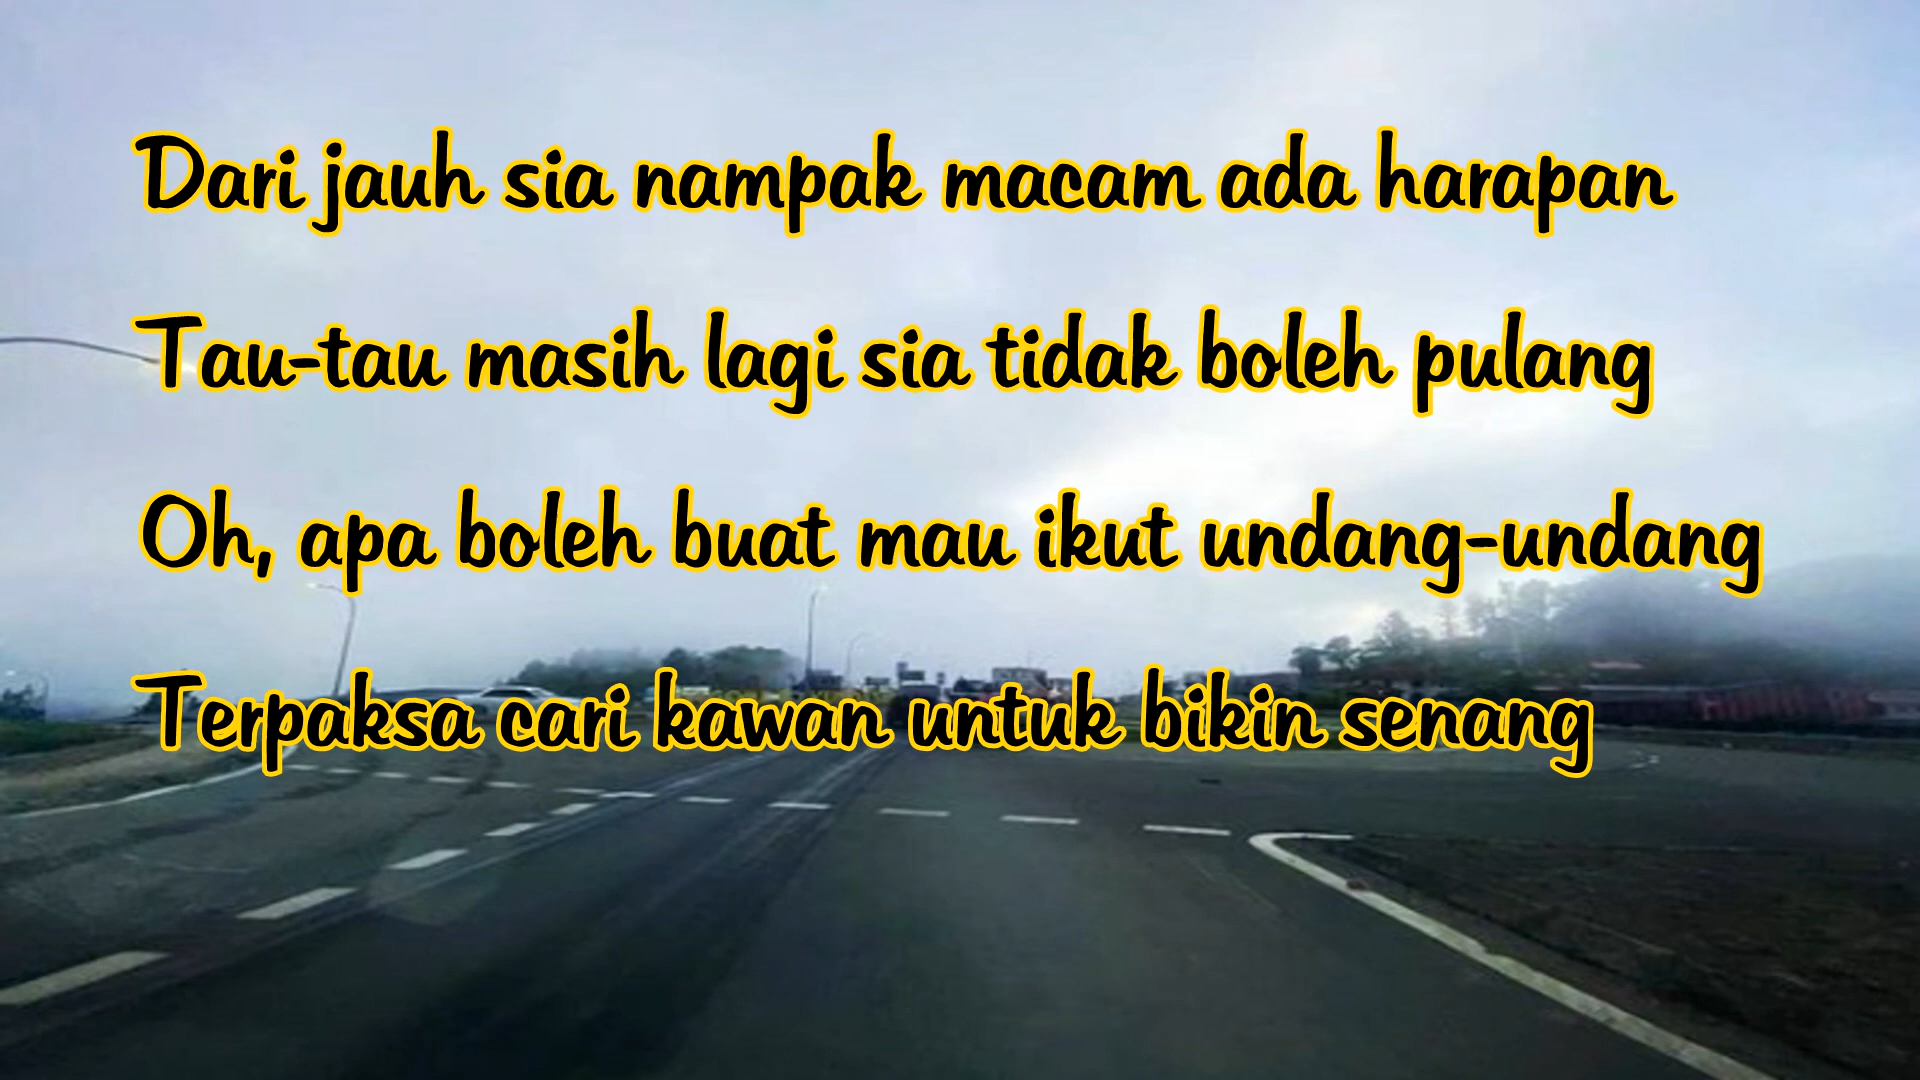 Dari jauh sia nampak macam ada harapan
Tau-tau masih lagi sia tidak boleh pulang
Oh, apa boleh buat mau ikut undang-undang
Terpaksa cari kawan untuk bikin senang